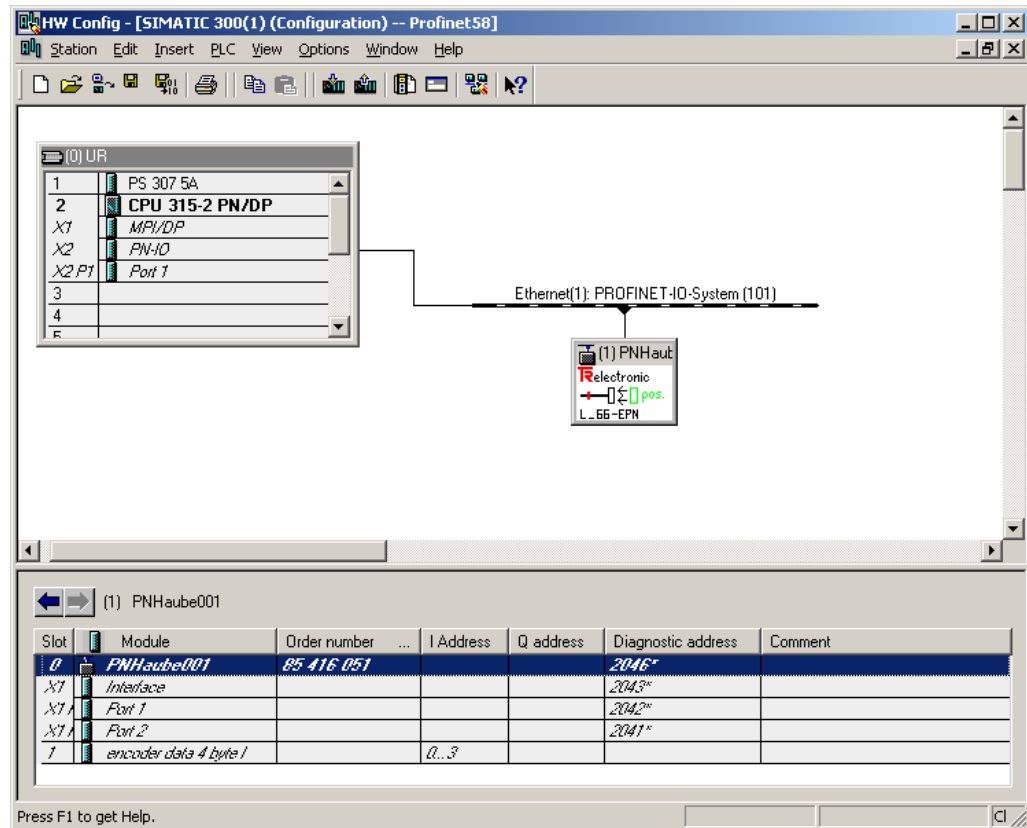 HW Config - [SIMATIC 300(1) (Configuration) -- Profinet58]
Station Edit Insert PLC View Options Window Help
(0) UR
1 PS 307 5A
2 CPU 315-2 PN/DP
X1 MPI/DP
X2 PN-IO
X2 P1 Port 1
3
4
5
Ethernet(1): PROFINET-IO-System (101)
(1) PNHaub
TRelectronic
pos.
L_66-EPN
(1) PNHaube001
Slot Module Order number ... I Address Q address Diagnostic address Comment
0 PNHaube001 85 416 051 2046*
X1 Interface 2043*
X1 Port 1 2042*
X1 Port 2 2041*
1 encoder data 4 byte I 0...3
Press F1 to get Help.